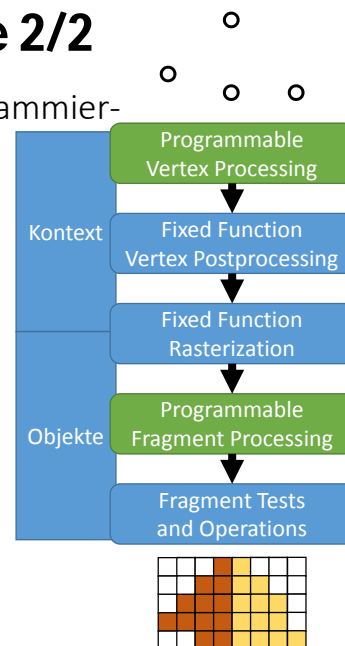 e 2/2
ammier-
Programmable
Vertex Processing
Kontext
Fixed Function
Vertex Postprocessing
Fixed Function
Rasterization
Objekte
Programmable
Fragment Processing
Fragment Tests
and Operations